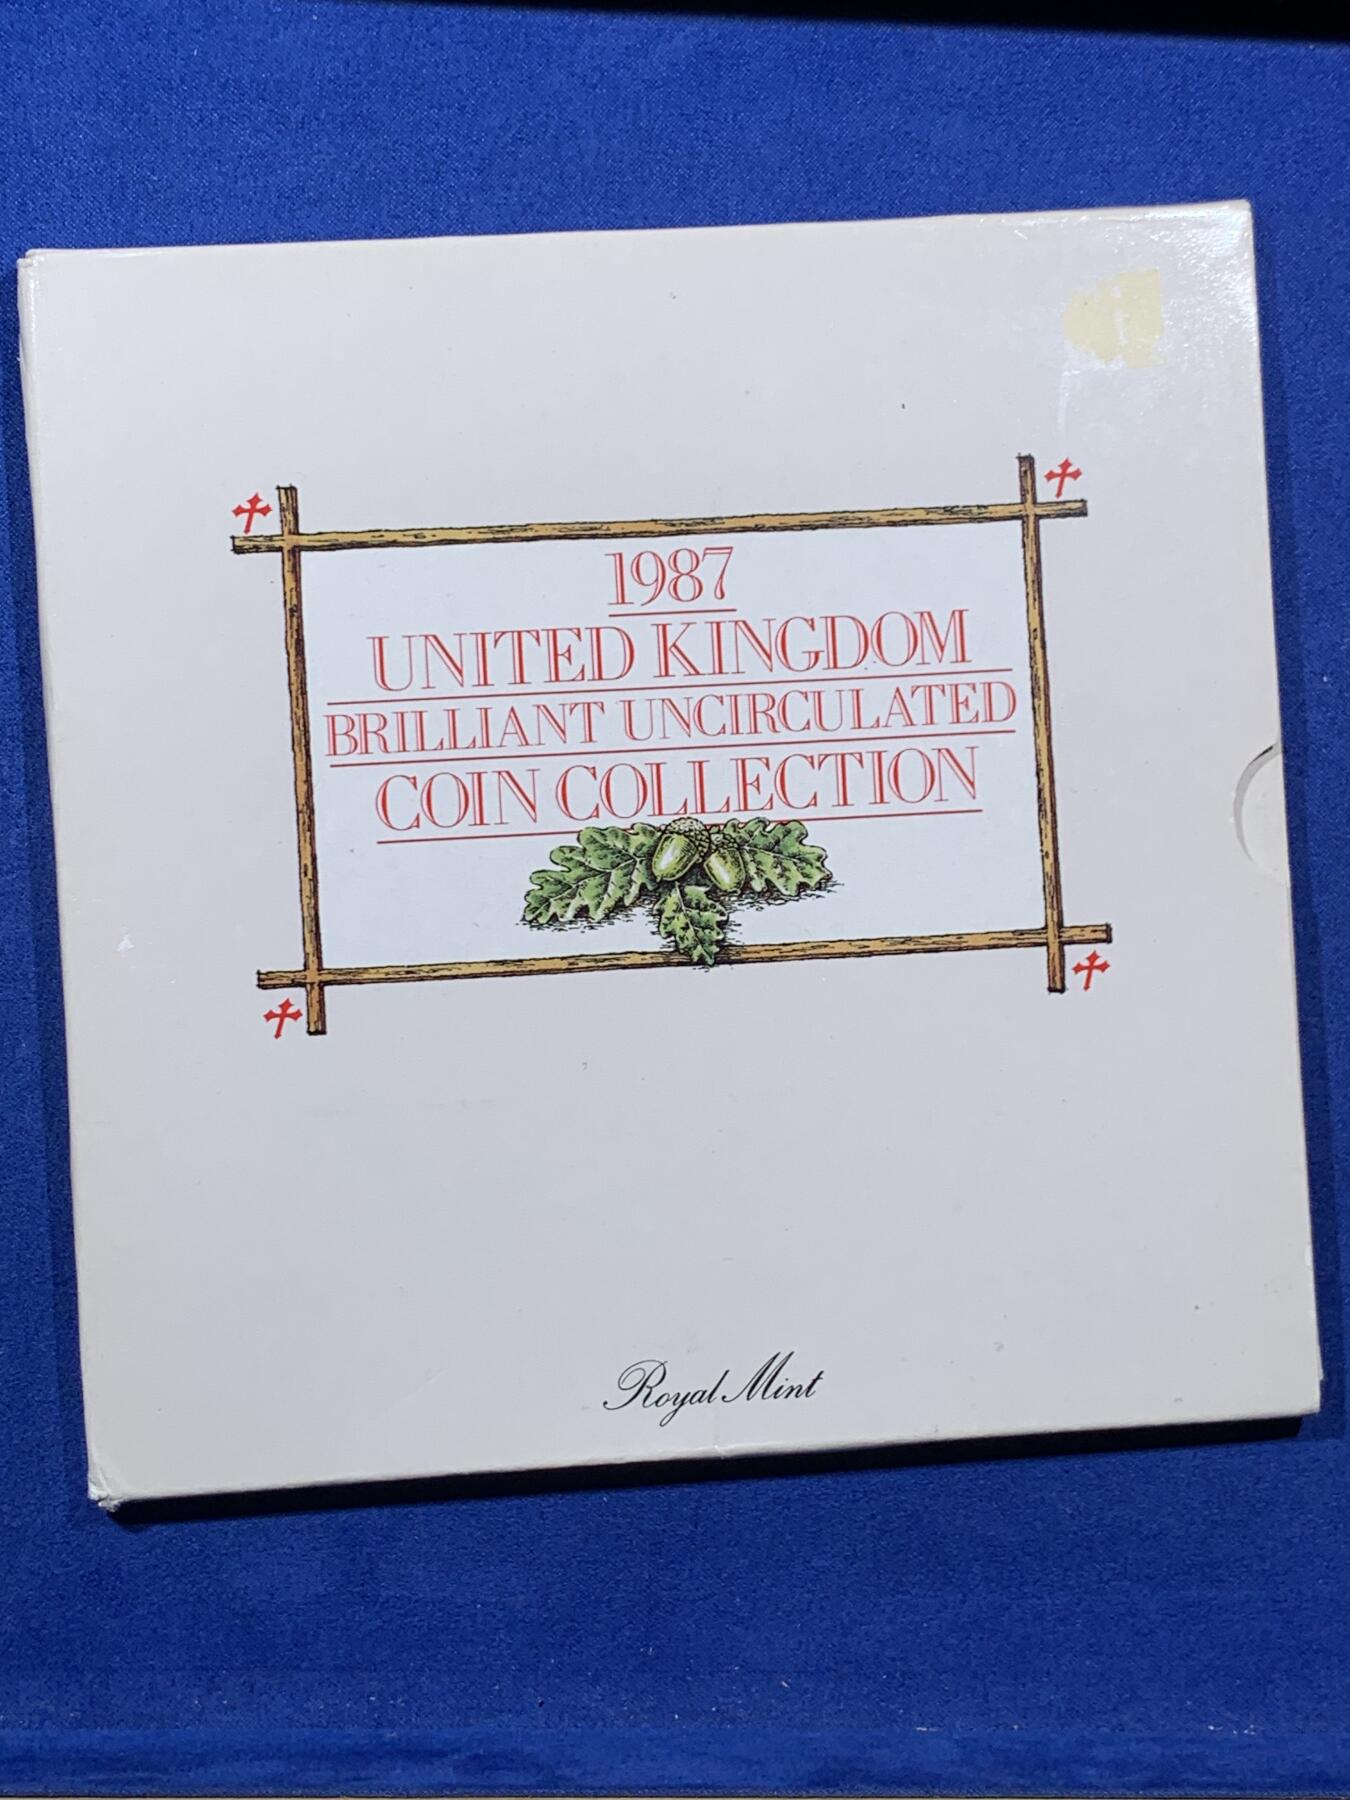 1987
UNITED KINGDOM
BRILLIANT UNCIRCULATED
COIN COLLECTION
Royal Mint